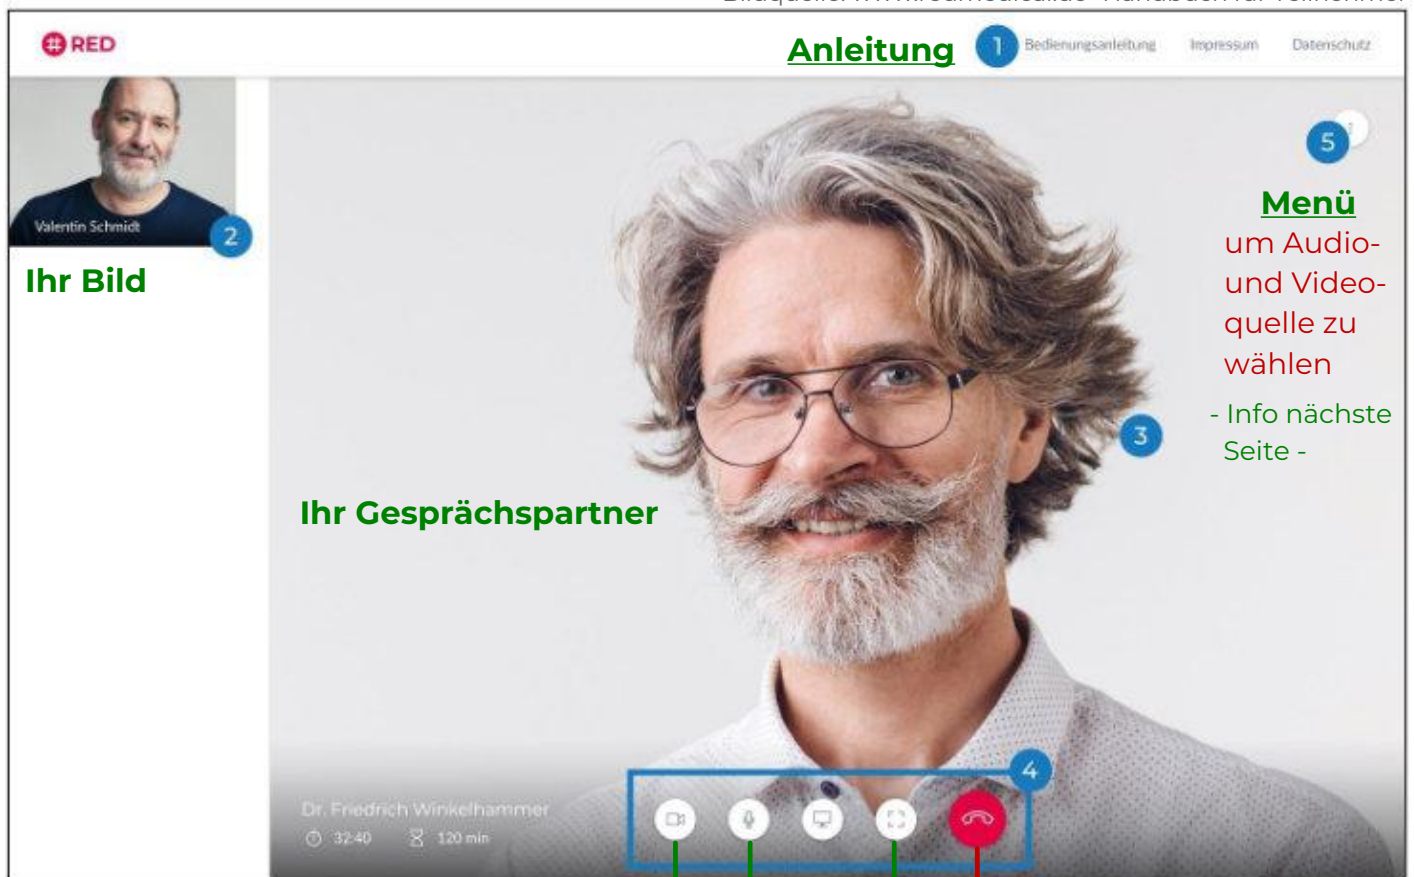 RED
Anleitung 1 Bedienungsanleitung Impressum Datenschutz
5
Valentin Schmidt
2
Ihr Bild
Menü
um Audio-
und Video-
quelle zu
wählen
- Info nächste
Seite -
3
Ihr Gesprächspartner
4
Dr. Friedrich Winkelhammer
32:40 120 min